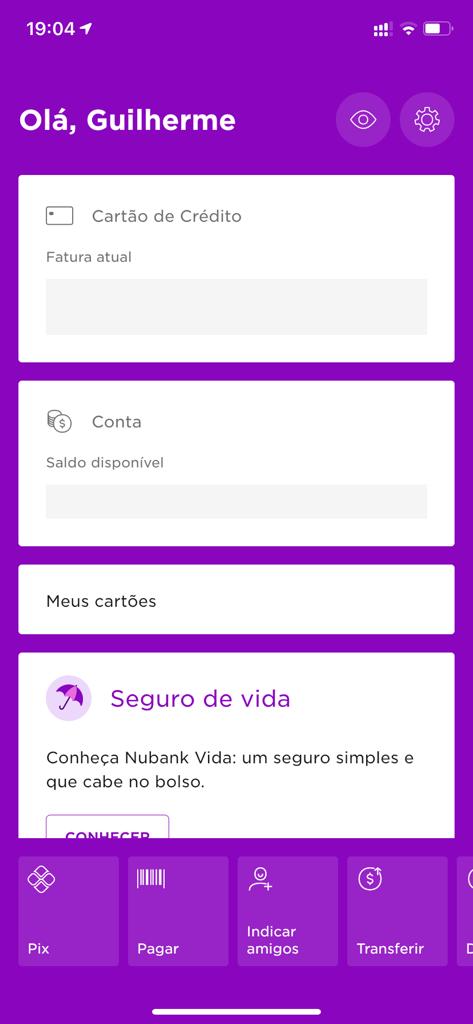 19:04
Olá, Guilherme
Cartão de Crédito
Fatura atual
Conta
Saldo disponível
Meus cartões
Seguro de vida
Conheça Nubank Vida: um seguro simples e
que cabe no bolso.
CONHECER
Pix
Pagar
Indicar
amigos
Transferir